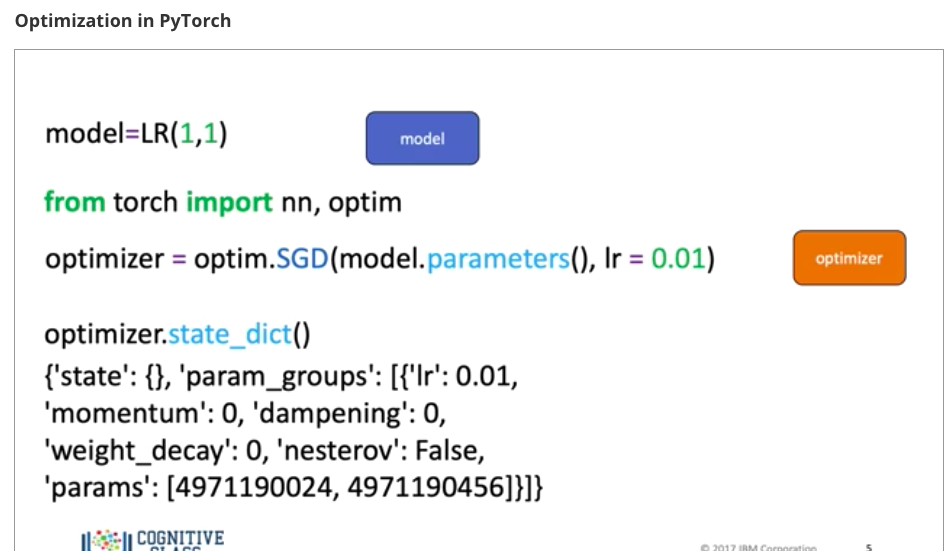 Optimization in PyTorch
model=LR(1,1)
model
from torch import nn, optim
optimizer = optim.SGD(model.parameters(), lr = 0.01)
optimizer
optimizer.state_dict()
{'state': {}, 'param_groups': [{'lr': 0.01,
'momentum': 0, 'dampening': 0,
'weight_decay': 0, 'nesterov': False,
'params': [4971190024, 4971190456]}]}
COGNITIVE
CLASS
© 2017 IBM Corporation
5